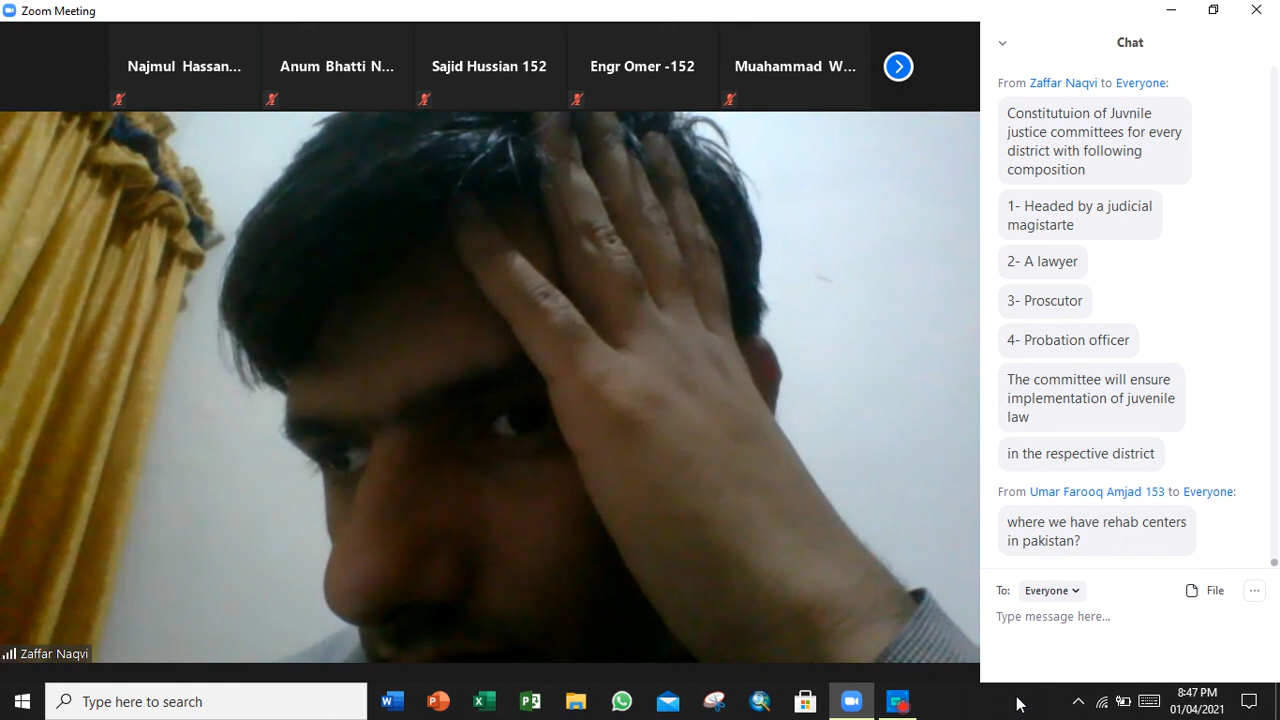 Zoom Meeting
Najmul Hassan...
Anum Bhatti N...
Sajid Hussian 152
Engr Omer -152
Muahammad W...
Chat
From Zaffar Naqvi to Everyone:
Constitutuion of Juvnile
justice committees for every
district with following
composition
1- Headed by a judicial
magistarte
2- A lawyer
3- Proscutor
4- Probation officer
The committee will ensure
implementation of juvenile
law
in the respective district
From Umar Farooq Amjad 153 to Everyone:
where we have rehab centers
in pakistan?
To: Everyone
File
Type message here...
Zaffar Naqvi
Type here to search
8:47 PM
01/04/2021